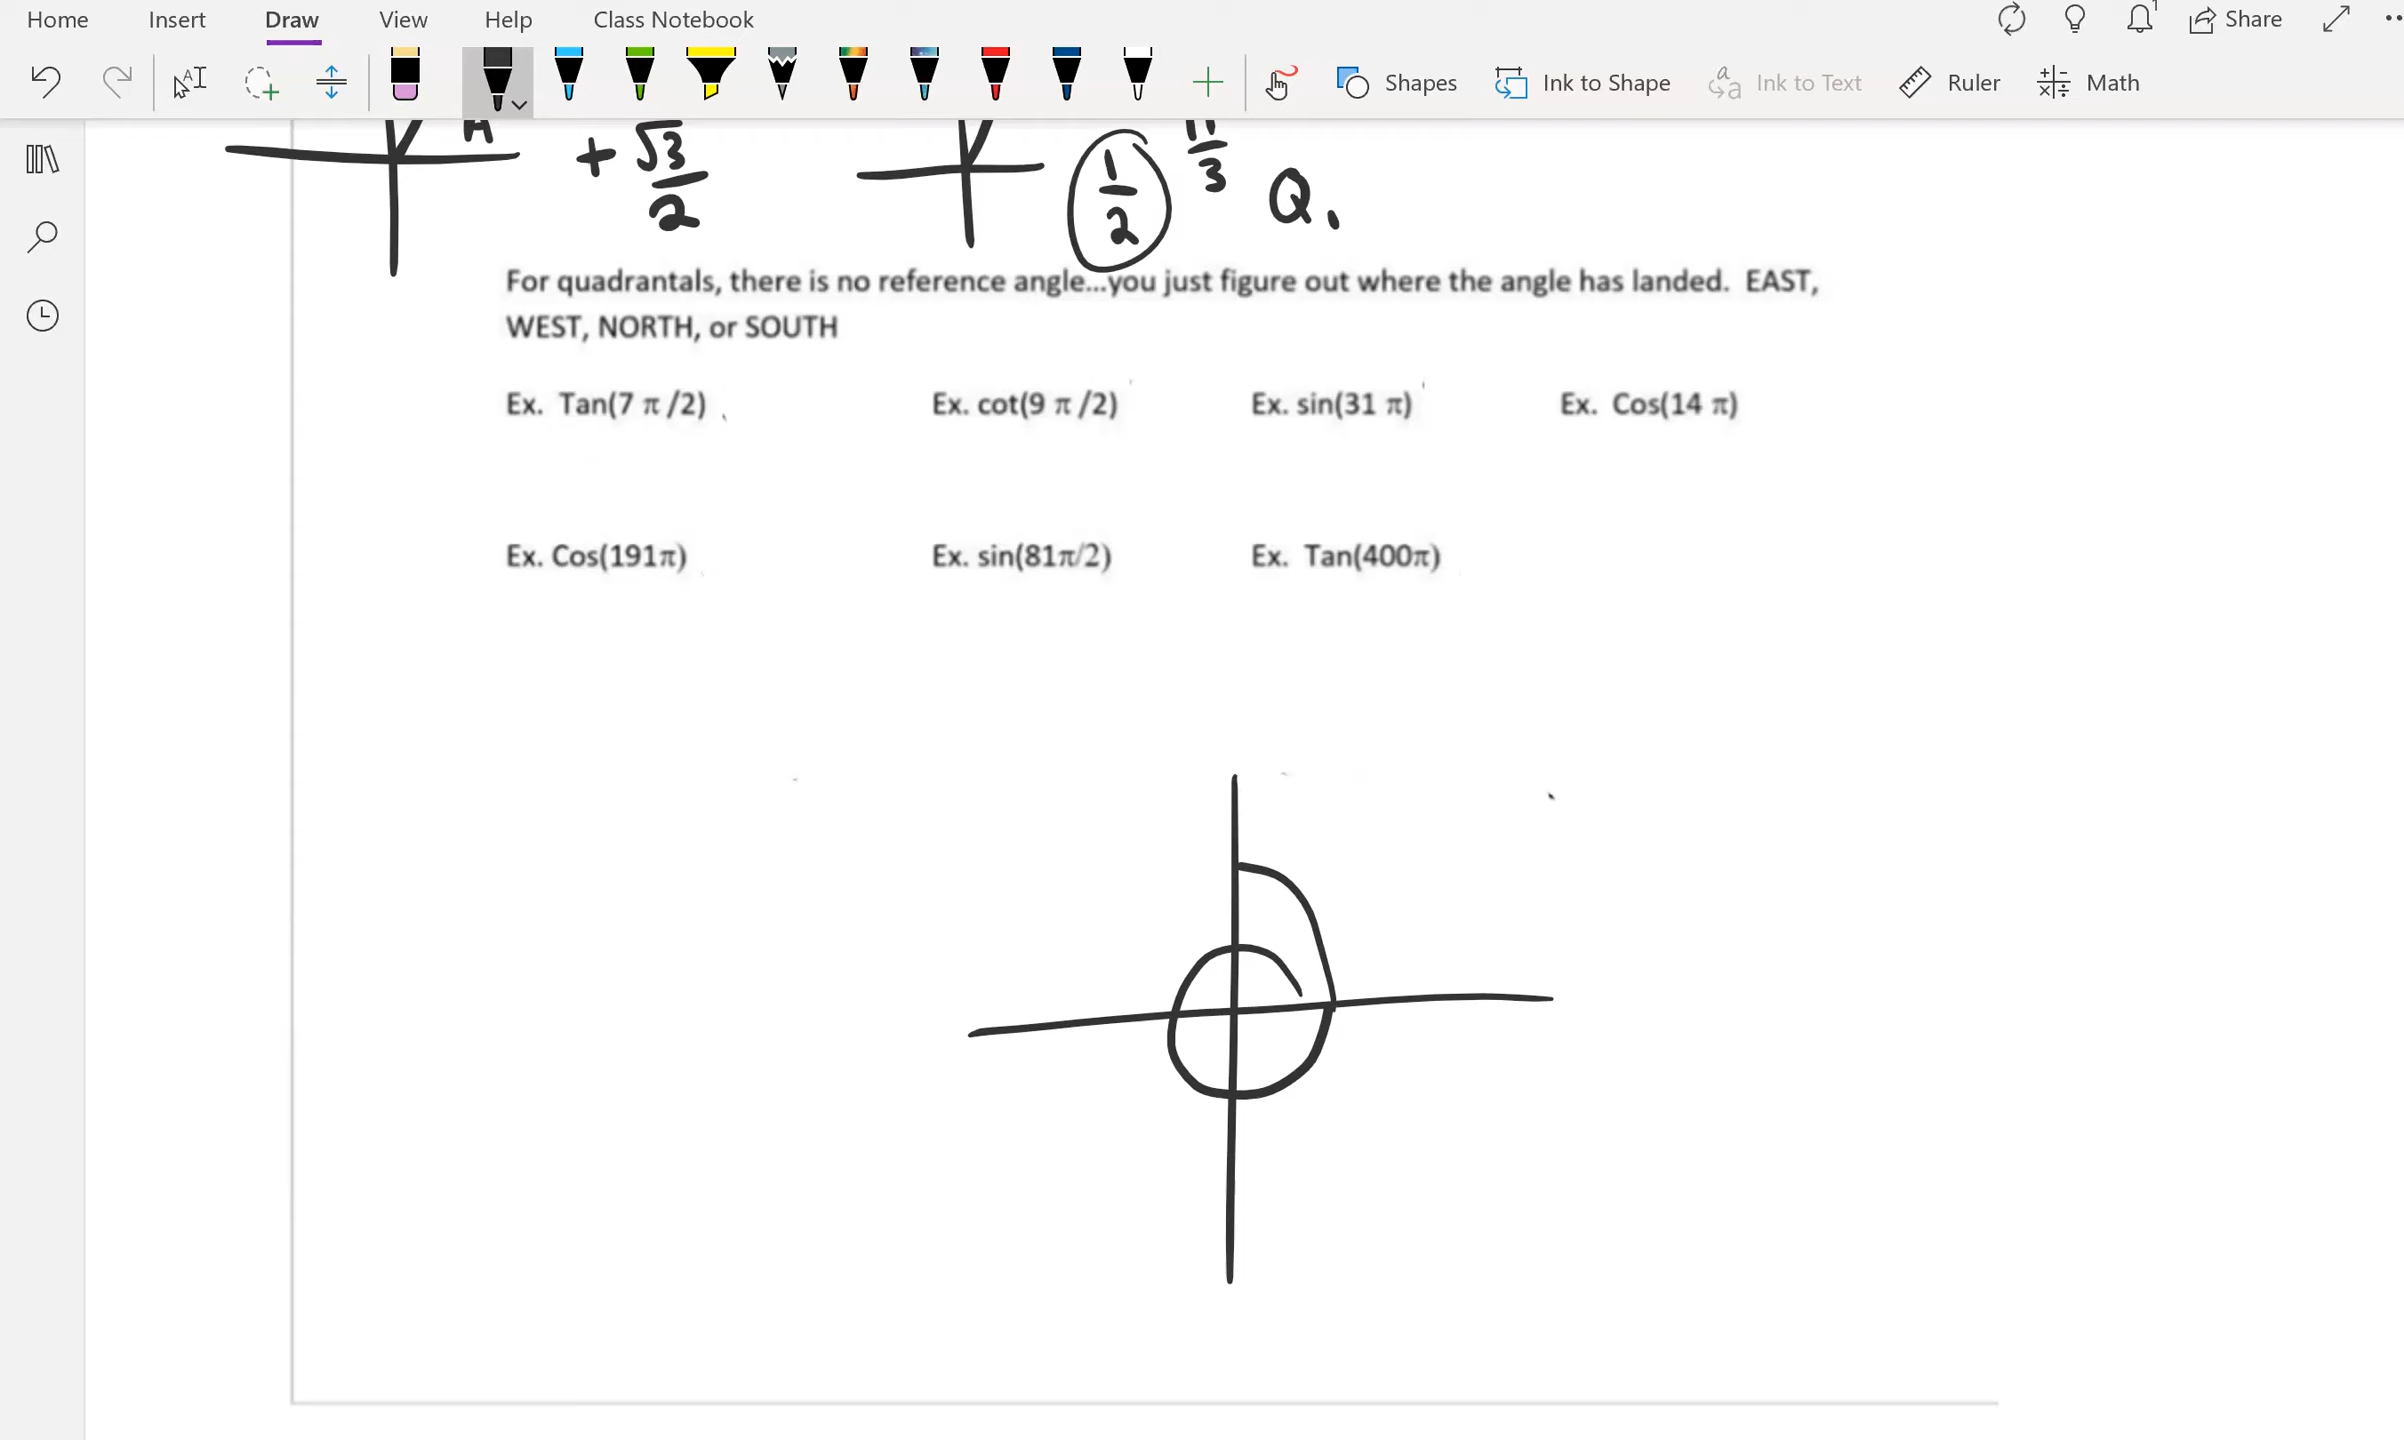 Home Insert Draw View Help Class Notebook Share
Shapes Ink to Shape Ink to Text Ruler Math
A + √3/2 1/2 π/3 Q1
For quadrantals, there is no reference angle...you just figure out where the angle has landed. EAST,
WEST, NORTH, or SOUTH
Ex. Tan(7 π /2) Ex. cot(9 π /2) Ex. sin(31 π) Ex. Cos(14 π)
Ex. Cos(191π) Ex. sin(81π/2) Ex. Tan(400π)